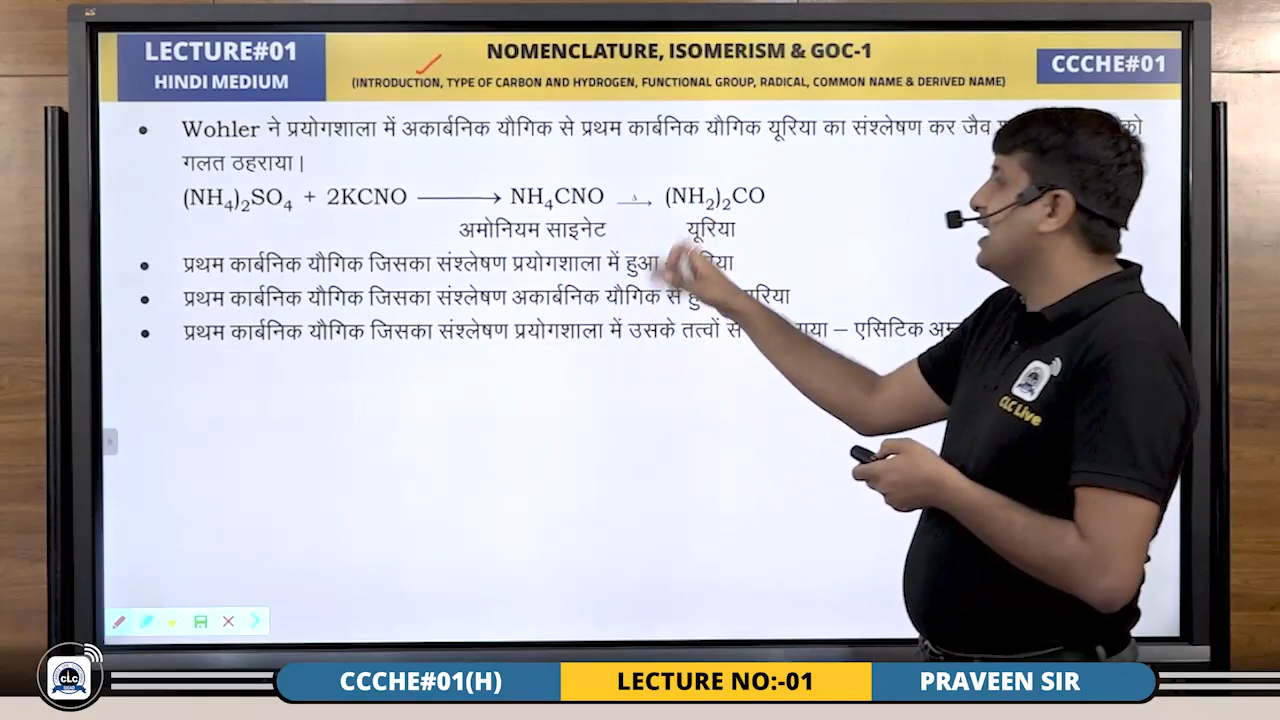 LECTURE#01
HINDI MEDIUM
NOMENCLATURE, ISOMERISM & GOC-1
(INTRODUCTION, TYPE OF CARBON AND HYDROGEN, FUNCTIONAL GROUP, RADICAL, COMMON NAME & DERIVED NAME)
CCCHE#01
• Wohler ने प्रयोगशाला में अकार्बनिक यौगिक से प्रथम कार्बनिक यौगिक यूरिया का संश्लेषण कर जैव को
गलत ठहराया।
(NH₄)₂SO₄ + 2KCNO ⟶ NH₄CNO ⟶ (NH₂)₂CO
अमोनियम साइनेट यूरिया
• प्रथम कार्बनिक यौगिक जिसका संश्लेषण प्रयोगशाला में हुआ
• प्रथम कार्बनिक यौगिक जिसका संश्लेषण अकार्बनिक यौगिक से
• प्रथम कार्बनिक यौगिक जिसका संश्लेषण प्रयोगशाला में उसके तत्वों – एसिटिक
CLC Live
CLC
SIKAR
CCCHE#01(H)
LECTURE NO:-01
PRAVEEN SIR